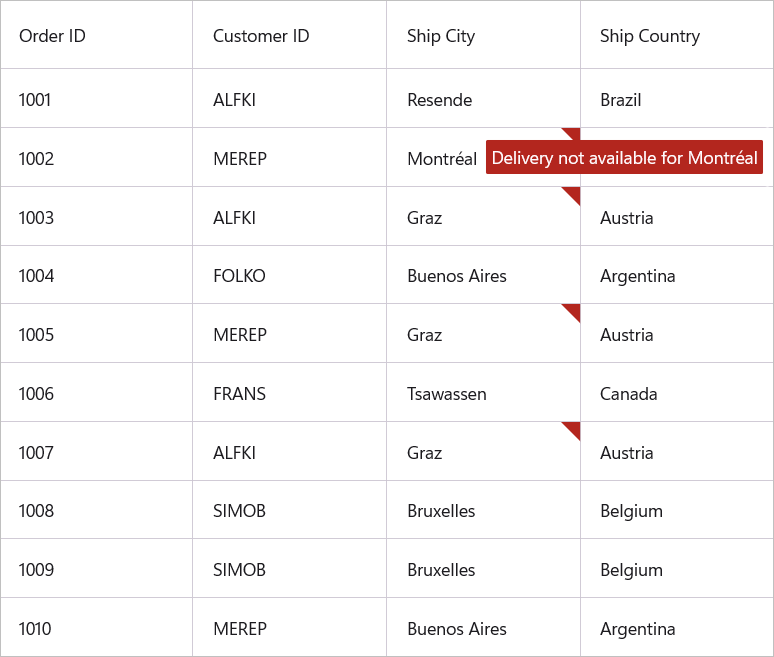 Order ID Customer ID Ship City Ship Country
1001 ALFKI Resende Brazil
1002 MEREP Montréal Delivery not available for Montréal
1003 ALFKI Graz Austria
1004 FOLKO Buenos Aires Argentina
1005 MEREP Graz Austria
1006 FRANS Tsawassen Canada
1007 ALFKI Graz Austria
1008 SIMOB Bruxelles Belgium
1009 SIMOB Bruxelles Belgium
1010 MEREP Buenos Aires Argentina